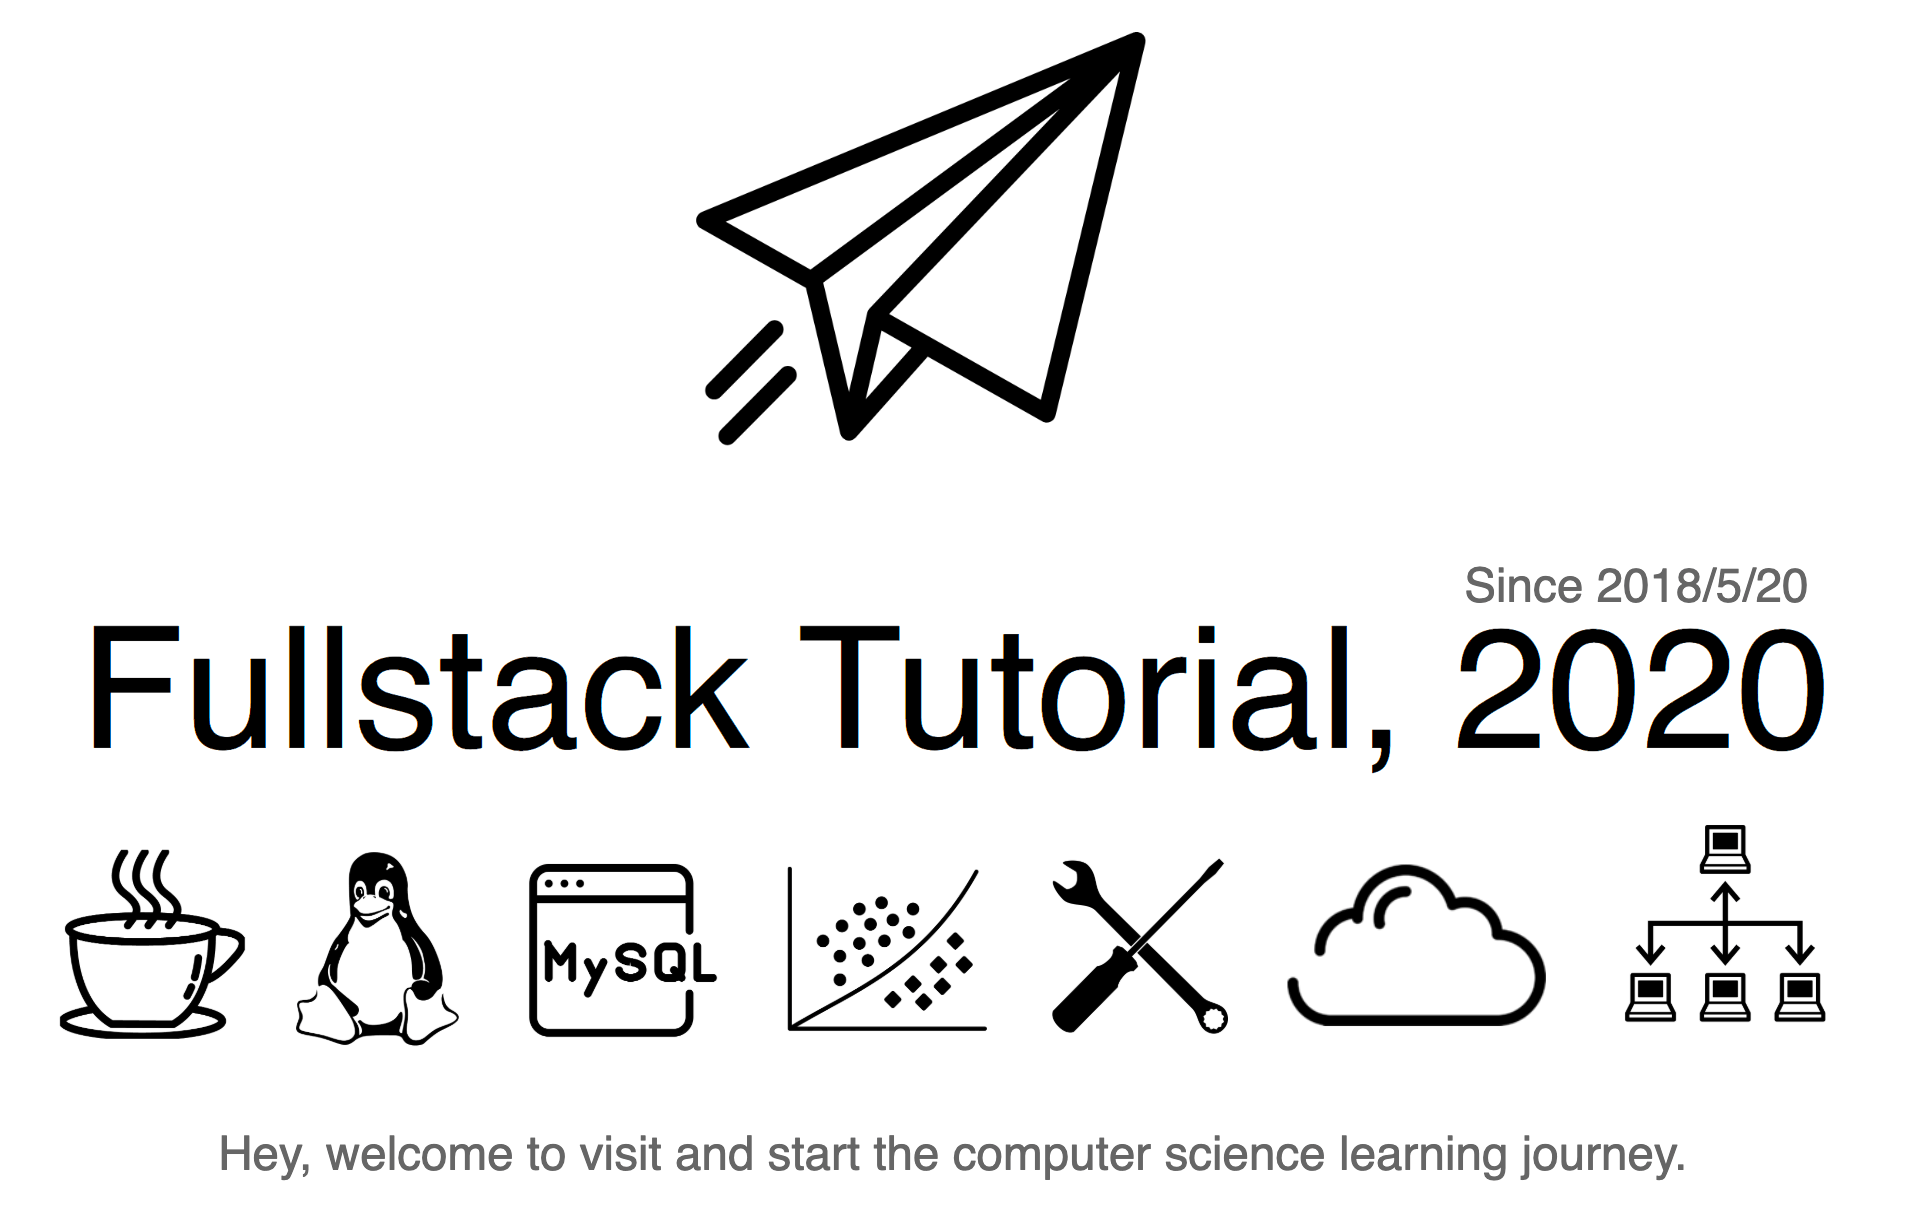 Since 2018/5/20
Fullstack Tutorial, 2020
MySQL
Hey, welcome to visit and start the computer science learning journey.